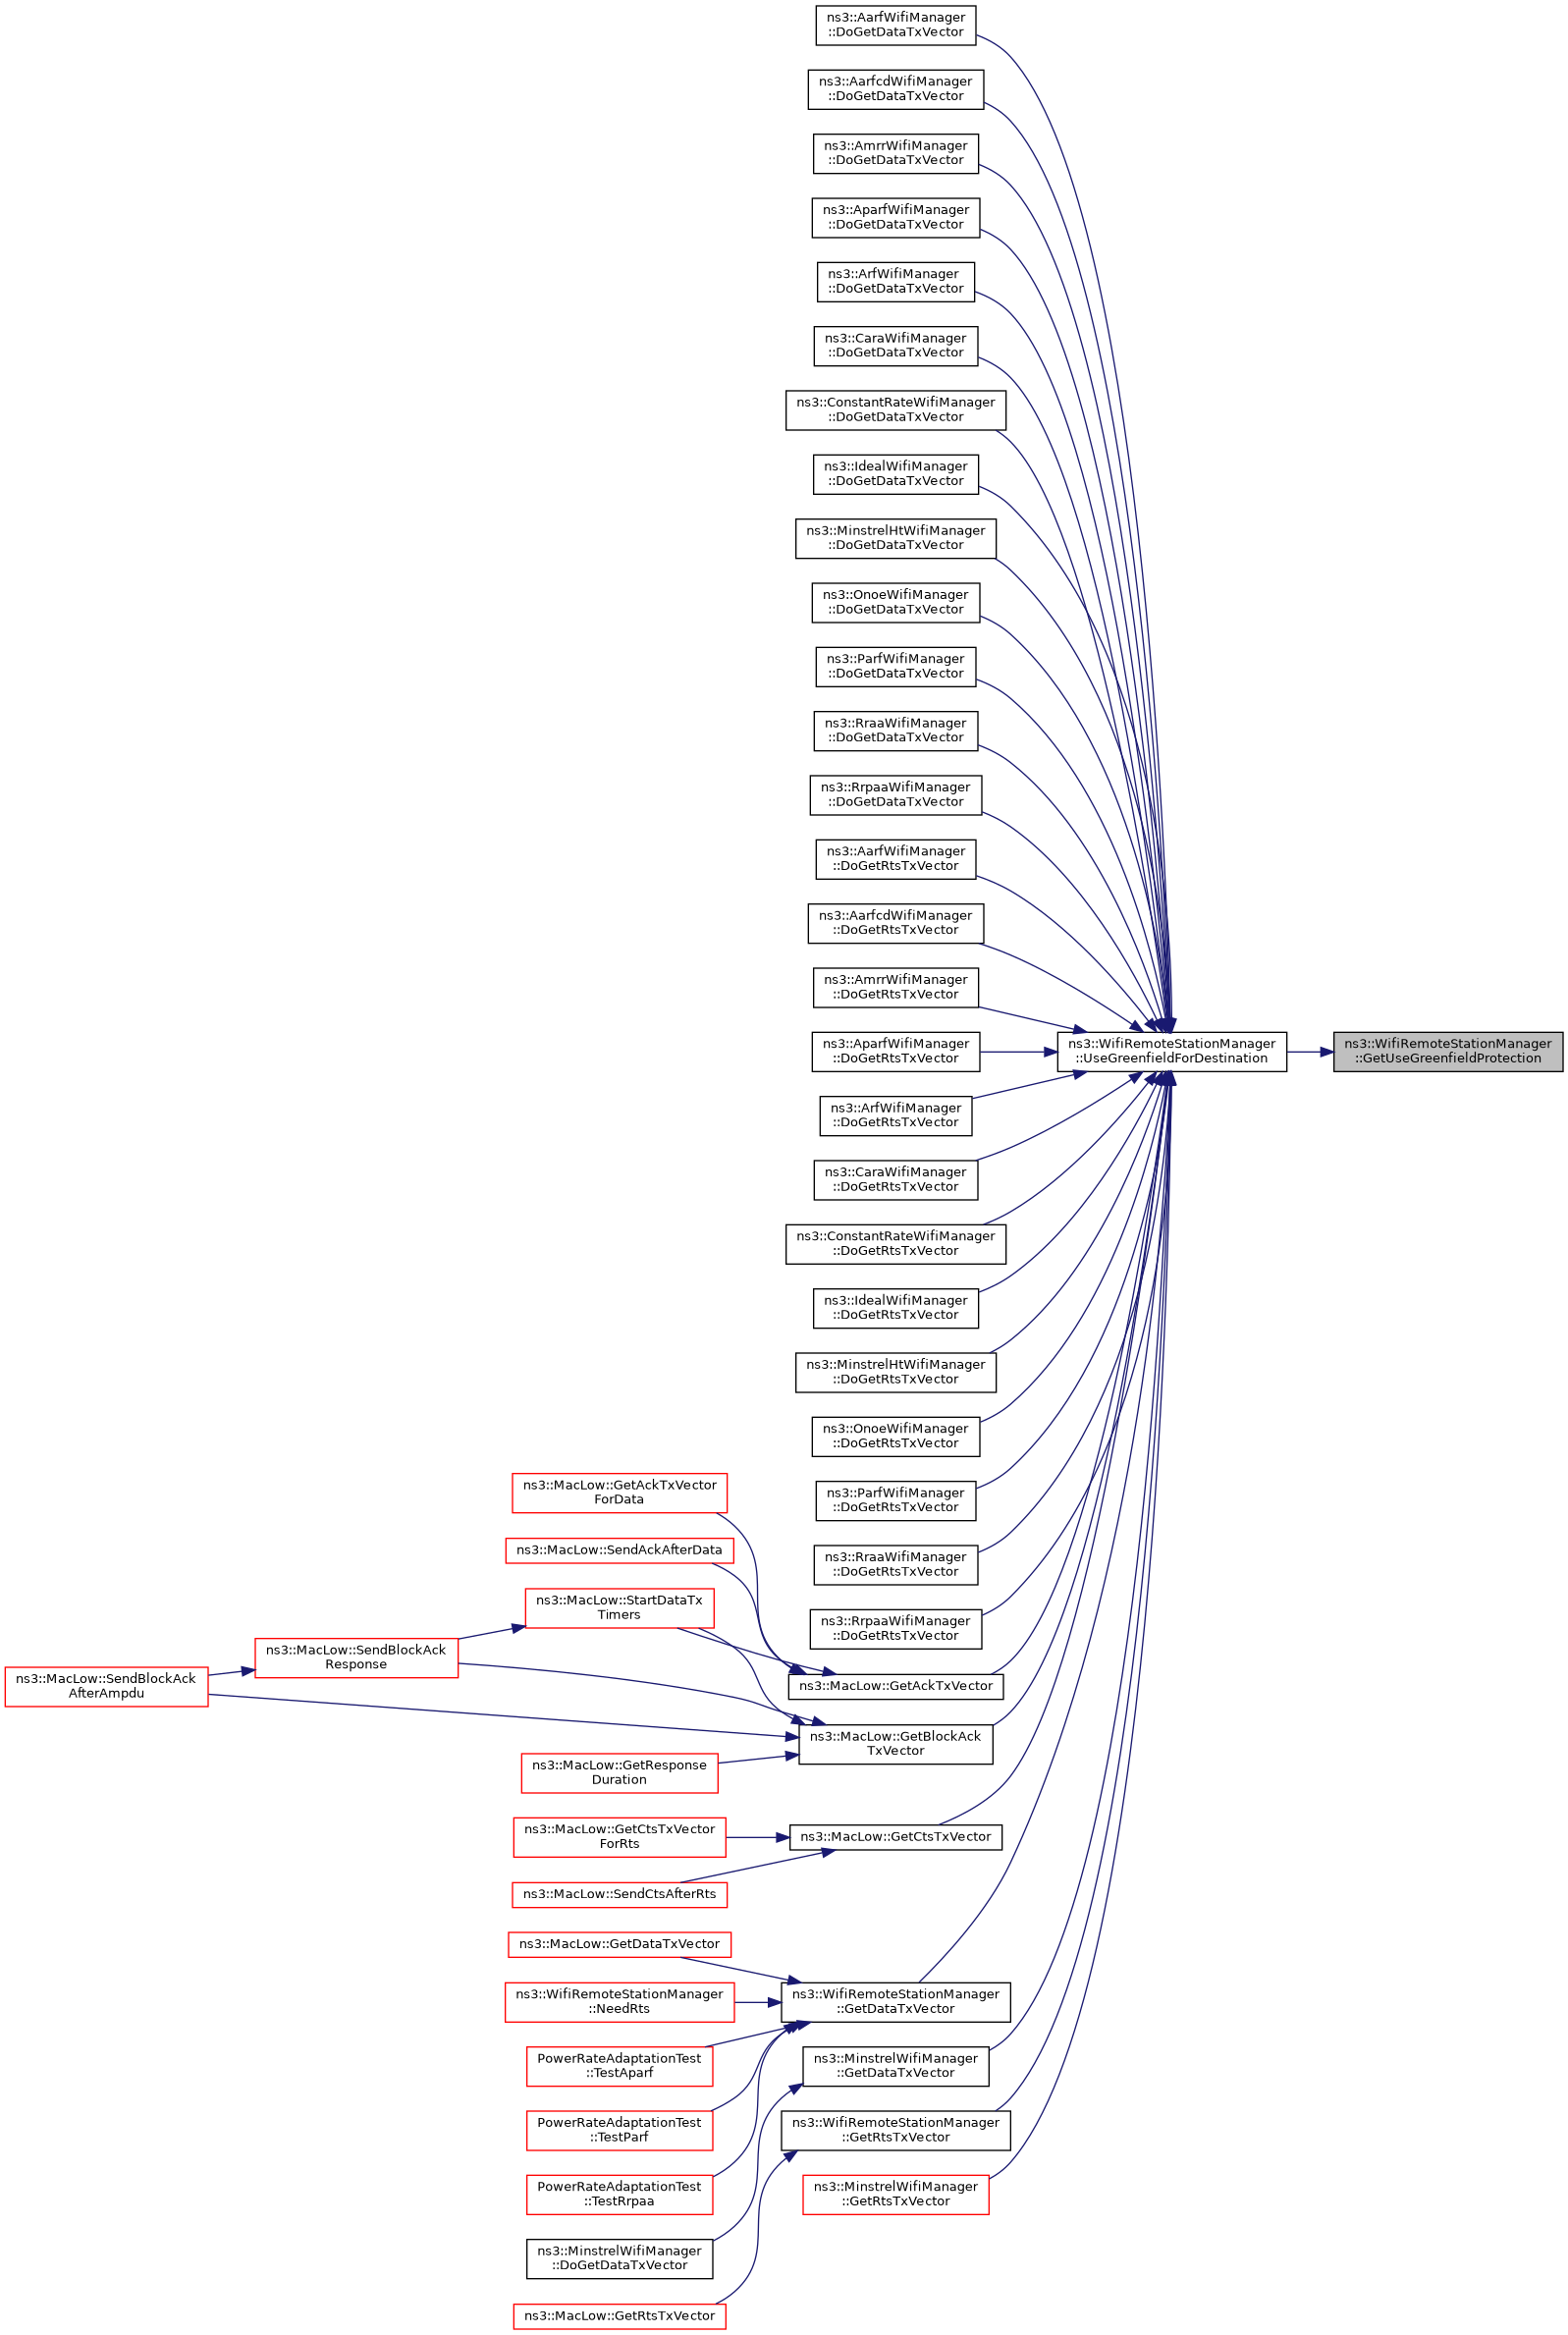 ns3::AarfWifiManager
::DoGetDataTxVector
ns3::AarfcdWifiManager
::DoGetDataTxVector
ns3::AmrrWifiManager
::DoGetDataTxVector
ns3::AparfWifiManager
::DoGetDataTxVector
ns3::ArfWifiManager
::DoGetDataTxVector
ns3::CaraWifiManager
::DoGetDataTxVector
ns3::ConstantRateWifiManager
::DoGetDataTxVector
ns3::IdealWifiManager
::DoGetDataTxVector
ns3::MinstrelHtWifiManager
::DoGetDataTxVector
ns3::OnoeWifiManager
::DoGetDataTxVector
ns3::ParfWifiManager
::DoGetDataTxVector
ns3::RraaWifiManager
::DoGetDataTxVector
ns3::RrpaaWifiManager
::DoGetDataTxVector
ns3::AarfWifiManager
::DoGetRtsTxVector
ns3::AarfcdWifiManager
::DoGetRtsTxVector
ns3::AmrrWifiManager
::DoGetRtsTxVector
ns3::AparfWifiManager
::DoGetRtsTxVector
ns3::WifiRemoteStationManager
::UseGreenfieldForDestination
ns3::WifiRemoteStationManager
::GetUseGreenfieldProtection
ns3::ArfWifiManager
::DoGetRtsTxVector
ns3::CaraWifiManager
::DoGetRtsTxVector
ns3::ConstantRateWifiManager
::DoGetRtsTxVector
ns3::IdealWifiManager
::DoGetRtsTxVector
ns3::MinstrelHtWifiManager
::DoGetRtsTxVector
ns3::OnoeWifiManager
::DoGetRtsTxVector
ns3::ParfWifiManager
::DoGetRtsTxVector
ns3::RraaWifiManager
::DoGetRtsTxVector
ns3::RrpaaWifiManager
::DoGetRtsTxVector
ns3::MacLow::GetAckTxVector
ForData
ns3::MacLow::SendAckAfterData
ns3::MacLow::StartDataTx
Timers
ns3::MacLow::SendBlockAck
Response
ns3::MacLow::SendBlockAck
AfterAmpdu
ns3::MacLow::GetAckTxVector
ns3::MacLow::GetBlockAck
TxVector
ns3::MacLow::GetResponse
Duration
ns3::MacLow::GetCtsTxVector
ForRts
ns3::MacLow::GetCtsTxVector
ns3::MacLow::SendCtsAfterRts
ns3::MacLow::GetDataTxVector
ns3::WifiRemoteStationManager
::NeedRts
ns3::WifiRemoteStationManager
::GetDataTxVector
PowerRateAdaptationTest
::TestAparf
ns3::MinstrelWifiManager
::GetDataTxVector
PowerRateAdaptationTest
::TestParf
ns3::WifiRemoteStationManager
::GetRtsTxVector
PowerRateAdaptationTest
::TestRrpaa
ns3::MinstrelWifiManager
::GetRtsTxVector
ns3::MinstrelWifiManager
::DoGetDataTxVector
ns3::MacLow::GetRtsTxVector